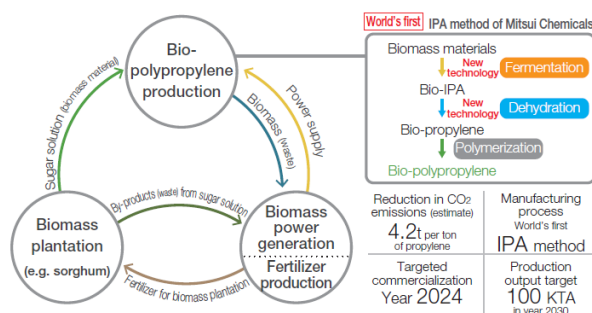 World's first IPA method of Mitsui Chemicals
Bio-
polypropylene
production
Biomass materials
New
technology
Fermentation
Bio-IPA
New
technology
Dehydration
Bio-propylene
Polymerization
Bio-polypropylene
Sugar solution (biomass material)
Biomass (waste)
Power supply
By-products (waste) from sugar solution
Biomass
plantation
(e.g. sorghum)
Biomass
power
generation
Fertilizer
production
Fertilizer for biomass plantation
Reduction in CO2
emissions (estimate)
4.2t per ton
of propylene
Manufacturing
process
World's first
IPA method
Targeted
commercialization
Year 2024
Production
output target
100 KTA
in year 2030